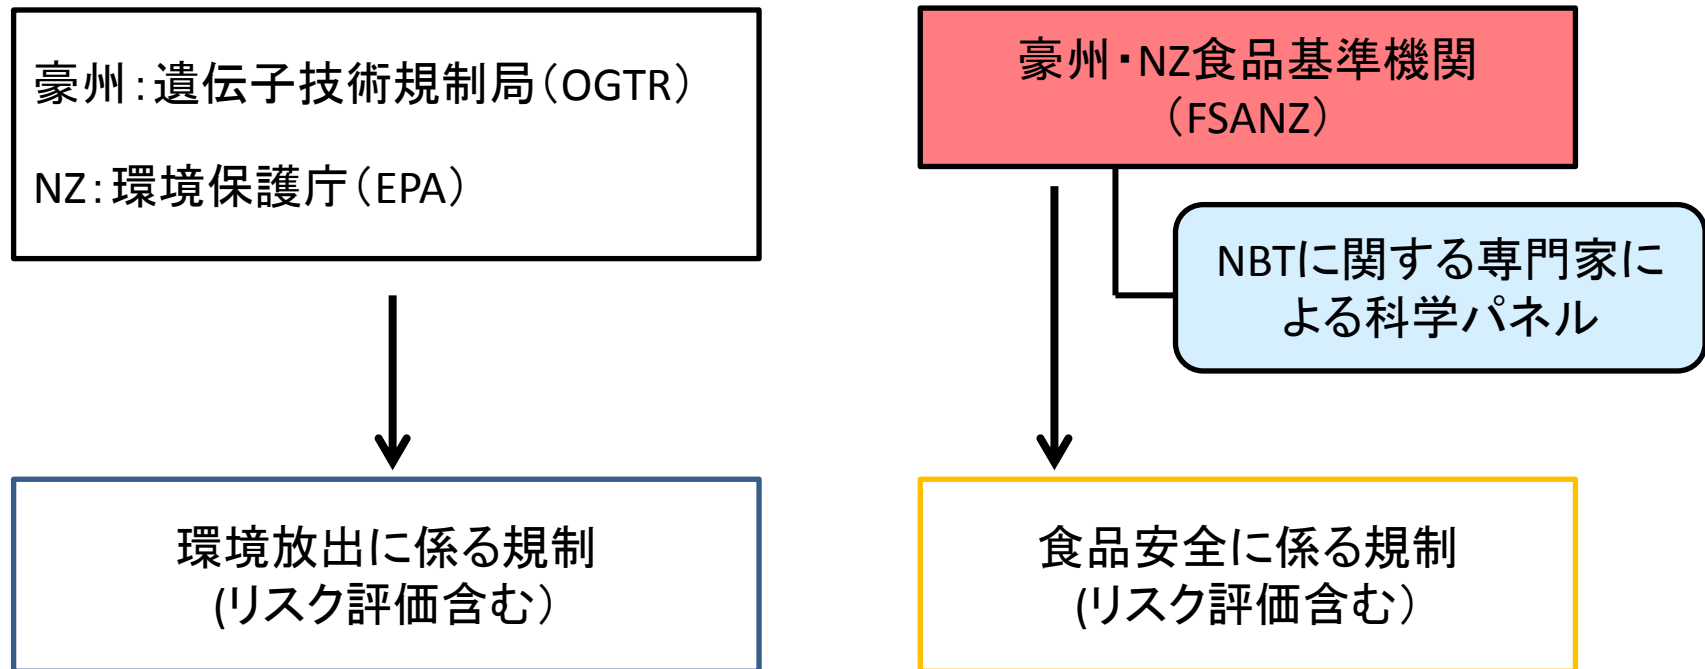 豪州：遺伝子技術規制局（OGTR）
NZ：環境保護庁（EPA）
豪州・NZ食品基準機関
（FSANZ）
NBTに関する専門家に
よる科学パネル
環境放出に係る規制
(リスク評価含む）
食品安全に係る規制
(リスク評価含む）